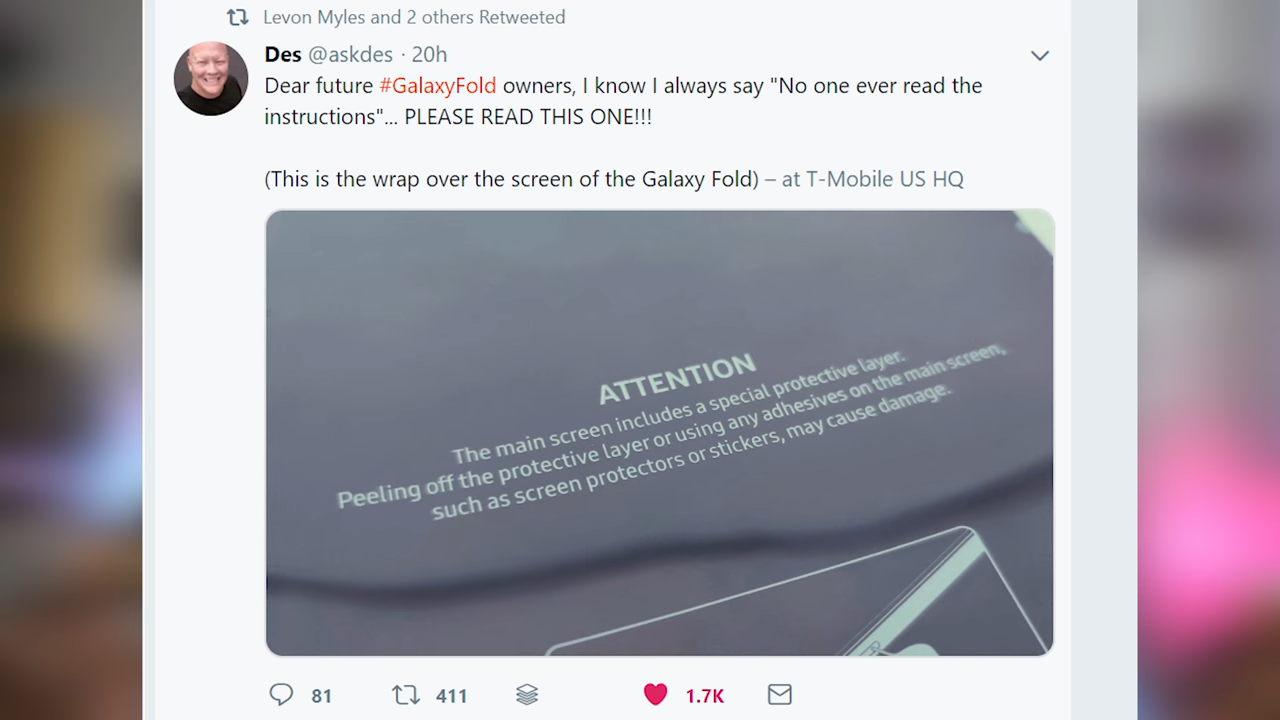 Levon Myles and 2 others Retweeted
Des @askdes · 20h
Dear future #GalaxyFold owners, I know I always say "No one ever read the
instructions"... PLEASE READ THIS ONE!!!
(This is the wrap over the screen of the Galaxy Fold) – at T-Mobile US HQ
ATTENTION
The main screen includes a special protective layer.
Peeling off the protective layer or using any adhesives on the main screen,
such as screen protectors or stickers, may cause damage.
81 411 1.7K